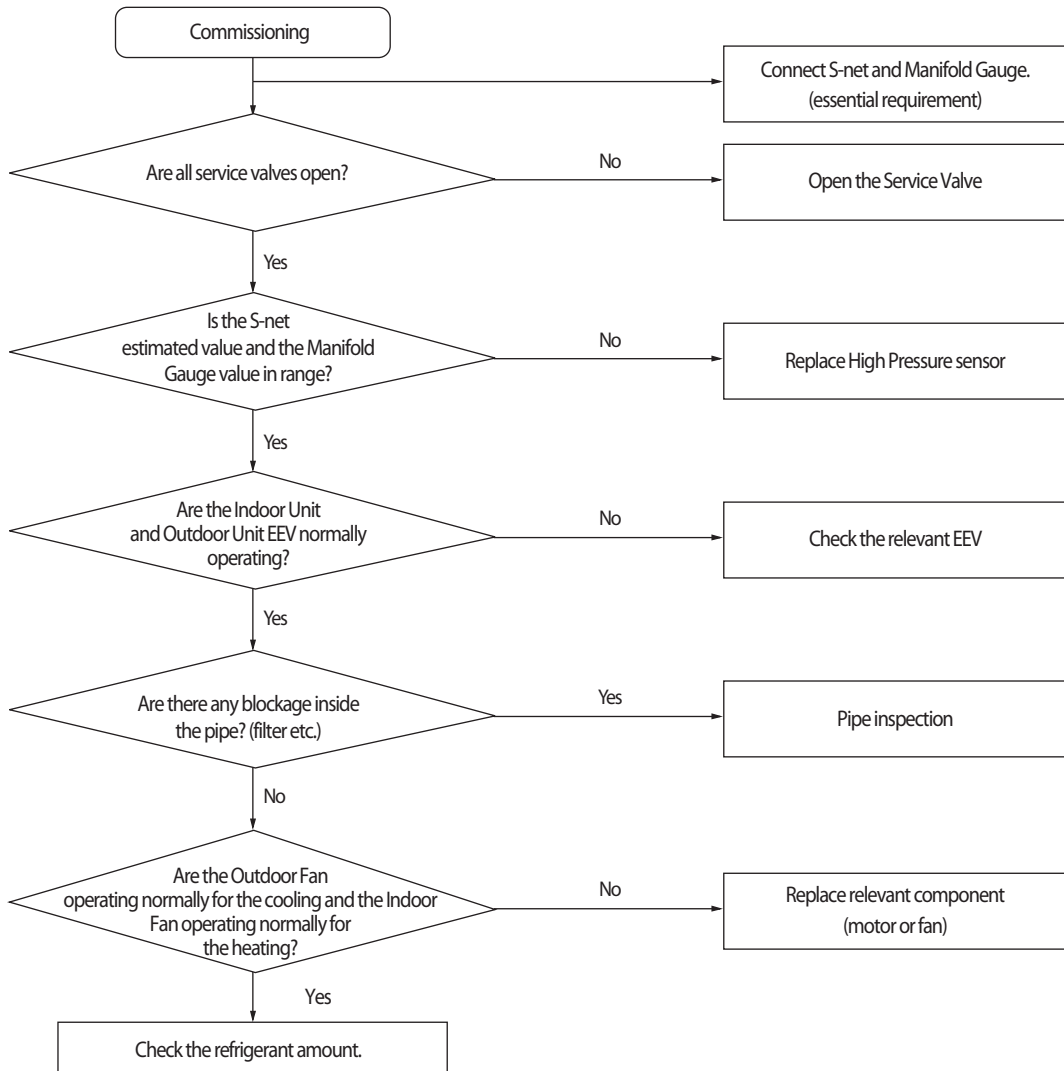 Commissioning
Connect S-net and Manifold Gauge.
(essential requirement)
Are all service valves open?
No
Open the Service Valve
Yes
Is the S-net
estimated value and the Manifold
Gauge value in range?
No
Replace High Pressure sensor
Yes
Are the Indoor Unit
and Outdoor Unit EEV normally
operating?
No
Check the relevant EEV
Yes
Are there any blockage inside
the pipe? (filter etc.)
Yes
Pipe inspection
No
Are the Outdoor Fan
operating normally for the cooling and the Indoor
Fan operating normally for
the heating?
No
Replace relevant component
(motor or fan)
Yes
Check the refrigerant amount.